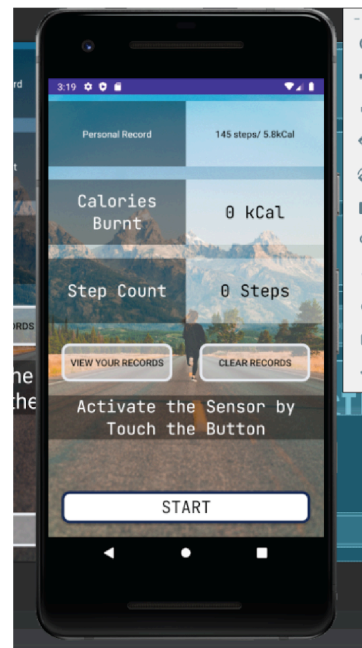 3:19
Personal Record
145 steps/ 5.8kCal
Calories
Burnt
0 kCal
Step Count
0 Steps
VIEW YOUR RECORDS
CLEAR RECORDS
Activate the Sensor by
Touch the Button
START